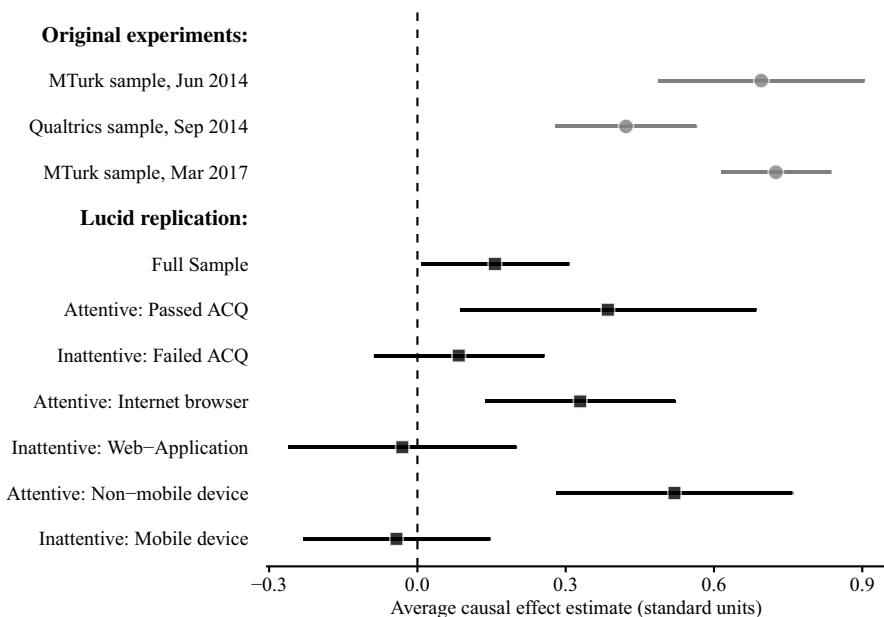 Original experiments:
MTurk sample, Jun 2014
Qualtrics sample, Sep 2014
MTurk sample, Mar 2017
Lucid replication:
Full Sample
Attentive: Passed ACQ
Inattentive: Failed ACQ
Attentive: Internet browser
Inattentive: Web−Application
Attentive: Non−mobile device
Inattentive: Mobile device
−0.3 0.0 0.3 0.6 0.9
Average causal effect estimate (standard units)